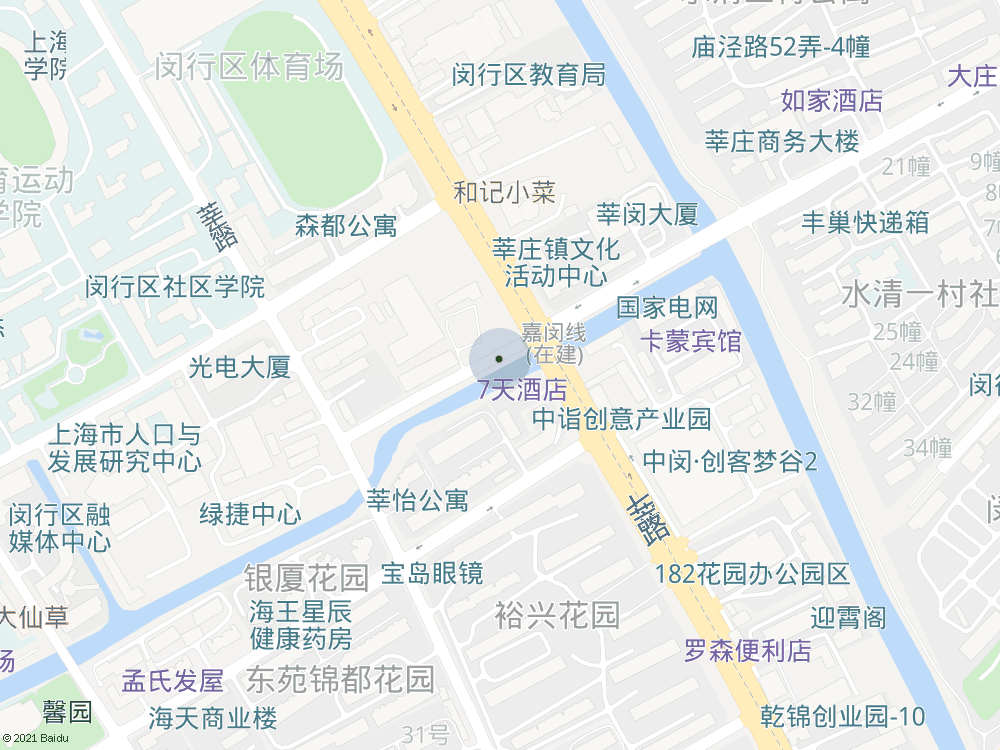 上海
学院
闵行区体育场
闵行区教育局
庙泾路52弄-4幢
大庄
如家酒店
莘庄商务大楼
21幢
9幢
育运动
学院
和记小菜
莘闵大厦
丰巢快递箱
森都公寓
莘庄镇文化
活动中心
闵行区社区学院
国家电网
水清一村社
嘉闵线
(在建)
25幢
卡蒙宾馆
24幢
光电大厦
7天酒店
32幢
中诣创意产业园
上海市人口与
发展研究中心
34幢
中闵·创客梦谷2
莘怡公寓
闵行区融
媒体中心
绿捷中心
银厦花园
宝岛眼镜
182花园办公园区
大仙草
海王星辰
健康药房
裕兴花园
迎霄阁
罗森便利店
孟氏发屋
东苑锦都花园
馨园
海天商业楼
31号
乾锦创业园-10
© 2021 Baidu